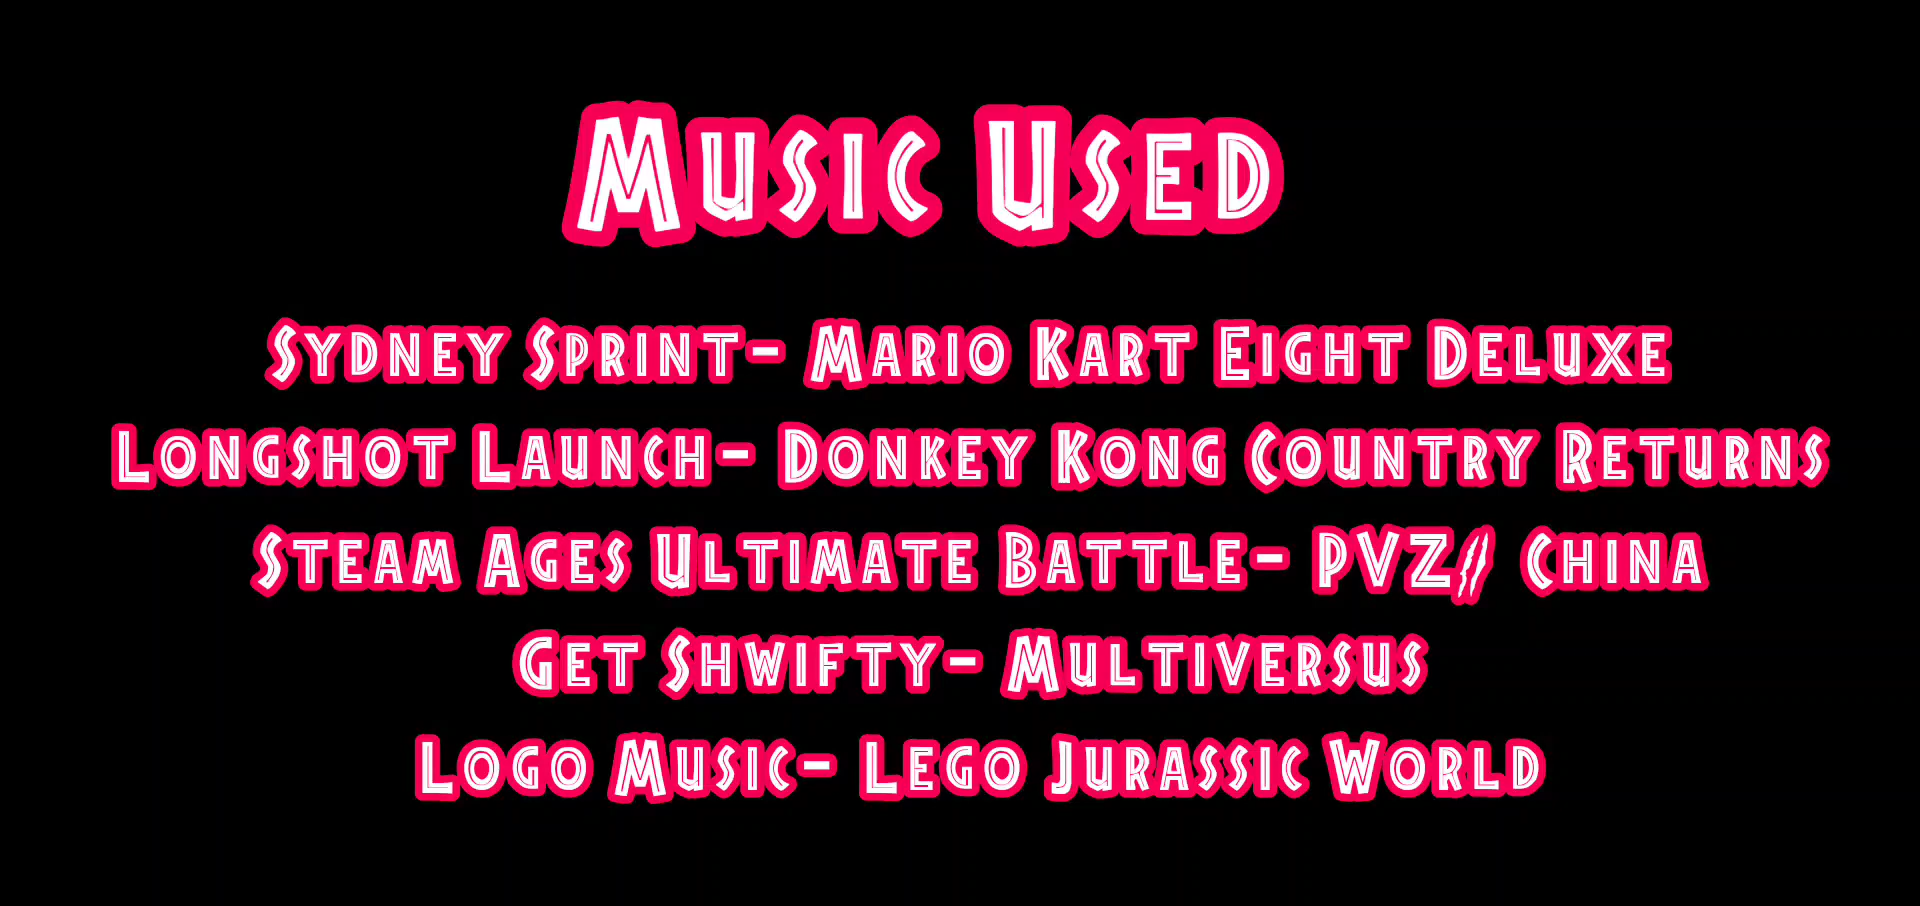 Music Used
Sydney Sprint- Mario Kart Eight Deluxe
Longshot Launch- Donkey Kong Country Returns
Steam Ages Ultimate Battle- PVZ// China
Get Shwifty- Multiversus
Logo Music- Lego Jurassic World